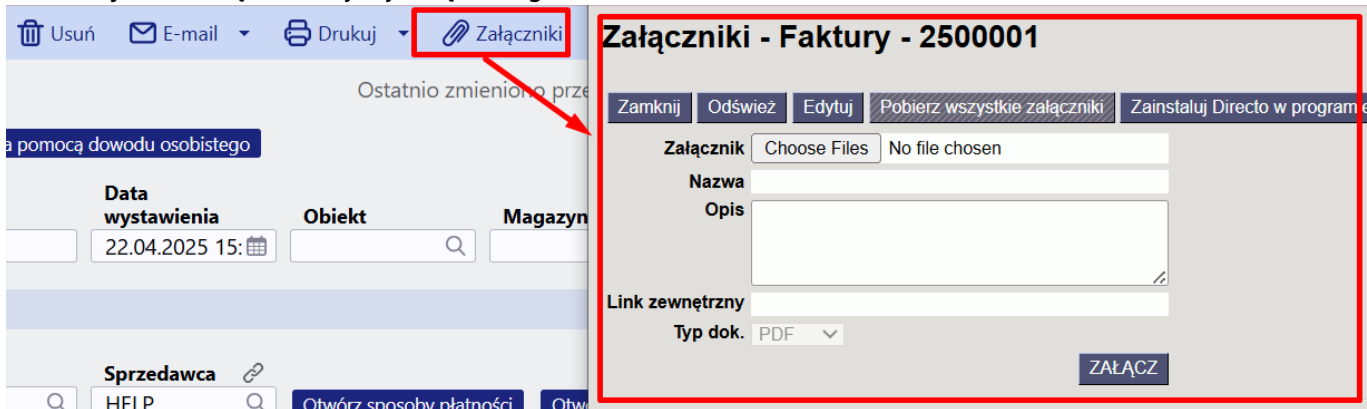 Usuń E-mail Drukuj Załączniki
Ostatnio zmieniono prze
a pomocą dowodu osobistego
Data wystawienia
Obiekt
Magazyn
22.04.2025 15:
Sprzedawca
HELP
Otwórz sposoby płatności
Otwo
Załączniki - Faktury - 2500001
Zamknij Odśwież Edytuj Pobierz wszystkie załączniki Zainstaluj Directo w programie
Załącznik Choose Files No file chosen
Nazwa
Opis
Link zewnętrzny
Typ dok. PDF
ZAŁĄCZ